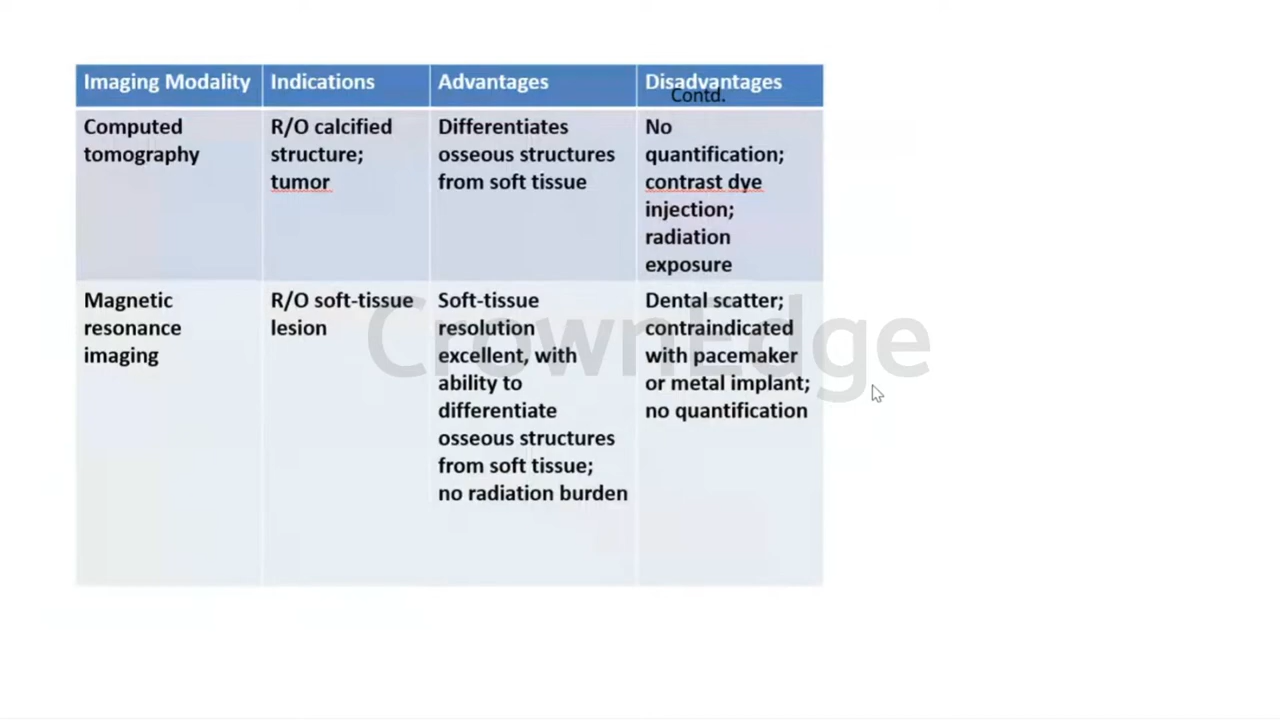 Imaging Modality Indications Advantages Disadvantages
Contd.
Computed
tomography
R/O calcified
structure;
tumor
Differentiates
osseous structures
from soft tissue
No
quantification;
contrast dye
injection;
radiation
exposure
Magnetic
resonance
imaging
R/O soft-tissue
lesion
Soft-tissue
resolution
excellent, with
ability to
differentiate
osseous structures
from soft tissue;
no radiation burden
Dental scatter;
contraindicated
with pacemaker
or metal implant;
no quantification
CrownEdge